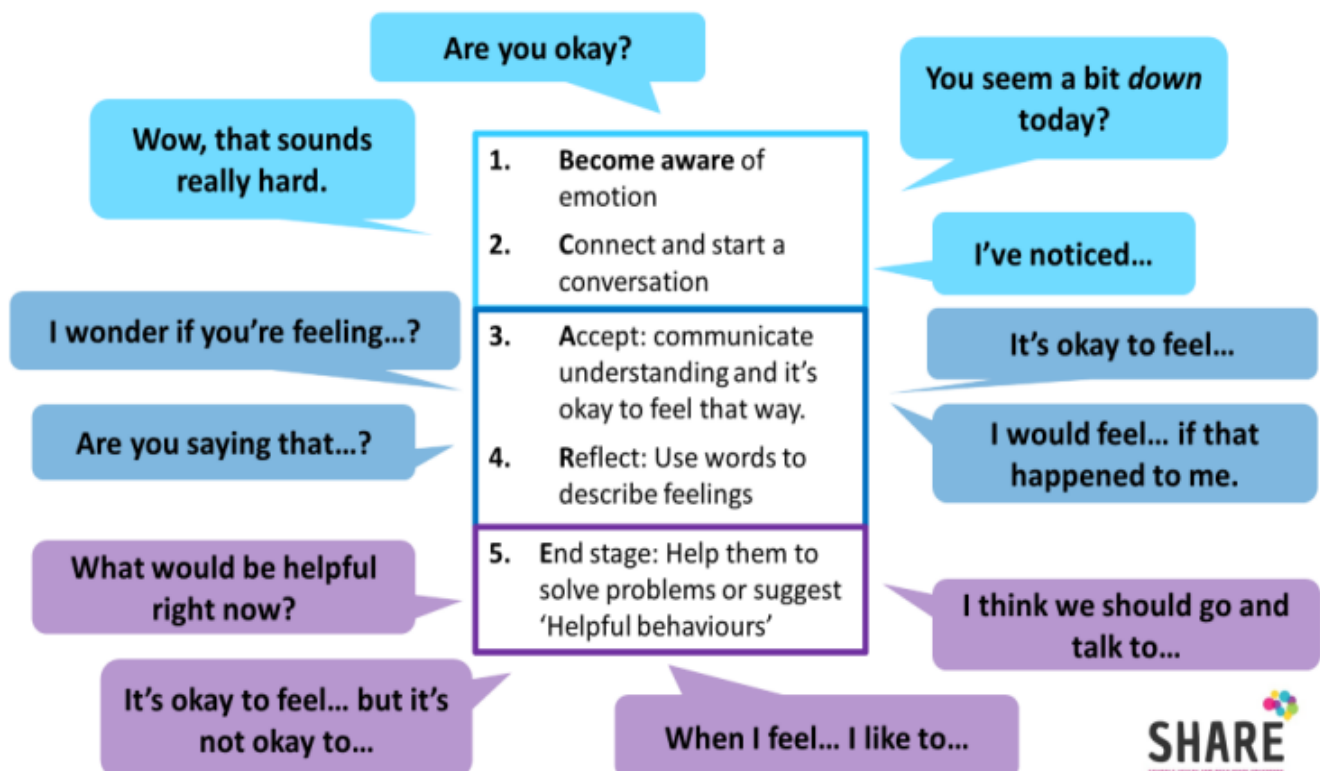 Are you okay?
You seem a bit down
today?
Wow, that sounds
really hard.
1. Become aware of
emotion
2. Connect and start a
conversation
I've noticed...
I wonder if you're feeling...?
3. Accept: communicate
understanding and it's
okay to feel that way.
It's okay to feel...
Are you saying that...?
I would feel... if that
happened to me.
4. Reflect: Use words to
describe feelings
What would be helpful
right now?
5. End stage: Help them to
solve problems or suggest
'Helpful behaviours'
I think we should go and
talk to...
It's okay to feel... but it's
not okay to...
When I feel... I like to...
SHARE